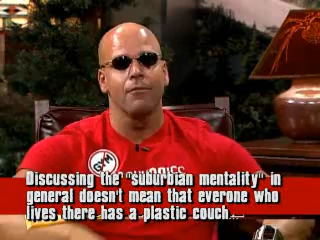 Discussing the "suburbian mentality" in
general doesn't mean that everone who
lives there has a plastic couch...